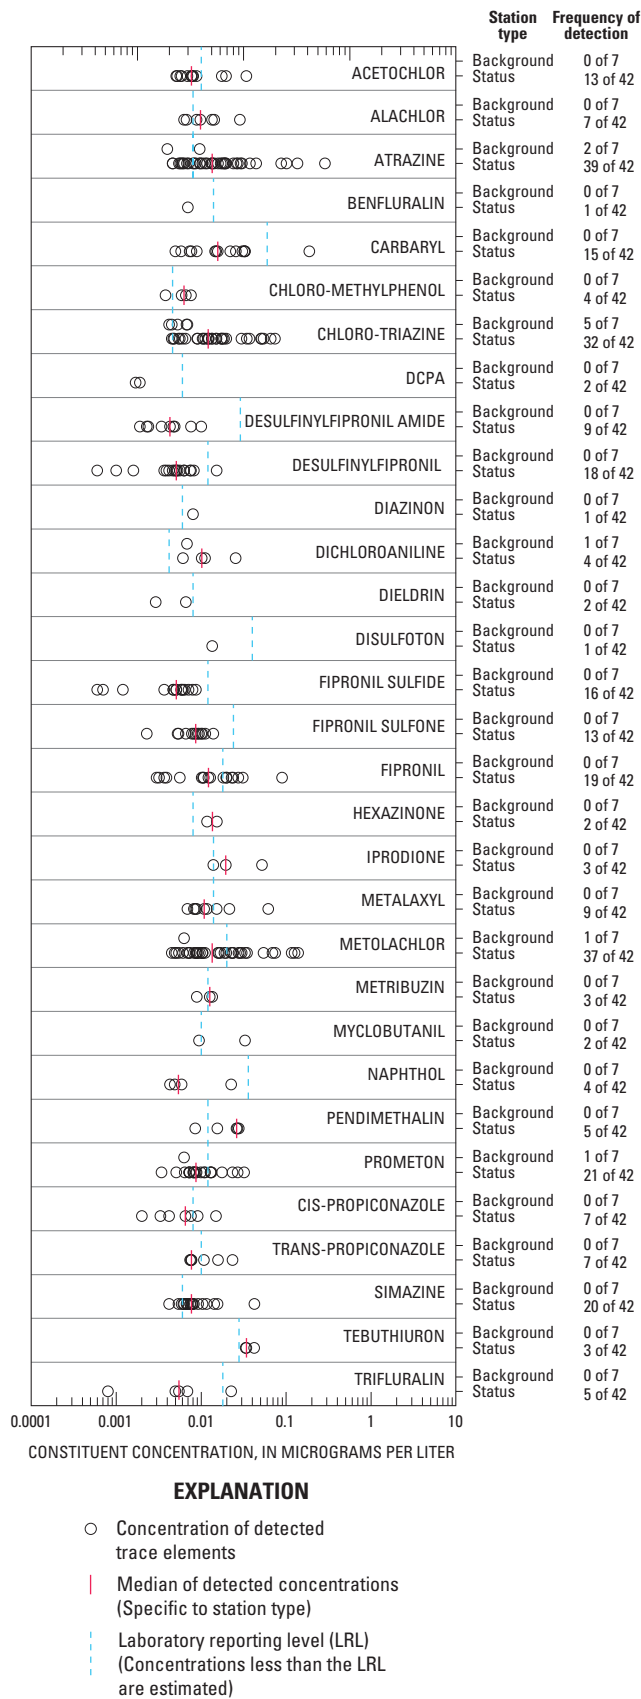 Station Frequency of
type detection
ACETOCHLOR Background 0 of 7
Status 13 of 42
ALACHLOR Background 0 of 7
Status 7 of 42
ATRAZINE Background 2 of 7
Status 39 of 42
BENFLURALIN Background 0 of 7
Status 1 of 42
CARBARYL Background 0 of 7
Status 15 of 42
CHLORO-METHYLPHENOL Background 0 of 7
Status 4 of 42
CHLORO-TRIAZINE Background 5 of 7
Status 32 of 42
DCPA Background 0 of 7
Status 2 of 42
DESULFINYLFIPRONIL AMIDE Background 0 of 7
Status 9 of 42
DESULFINYLFIPRONIL Background 0 of 7
Status 18 of 42
DIAZINON Background 0 of 7
Status 1 of 42
DICHLOROANILINE Background 1 of 7
Status 4 of 42
DIELDRIN Background 0 of 7
Status 2 of 42
DISULFOTON Background 0 of 7
Status 1 of 42
FIPRONIL SULFIDE Background 0 of 7
Status 16 of 42
FIPRONIL SULFONE Background 0 of 7
Status 13 of 42
FIPRONIL Background 0 of 7
Status 19 of 42
HEXAZINONE Background 0 of 7
Status 2 of 42
IPRODIONE Background 0 of 7
Status 3 of 42
METALAXYL Background 0 of 7
Status 9 of 42
METOLACHLOR Background 1 of 7
Status 37 of 42
METRIBUZIN Background 0 of 7
Status 3 of 42
MYCLOBUTANIL Background 0 of 7
Status 2 of 42
NAPHTHOL Background 0 of 7
Status 4 of 42
PENDIMETHALIN Background 0 of 7
Status 5 of 42
PROMETON Background 1 of 7
Status 21 of 42
CIS-PROPICONAZOLE Background 0 of 7
Status 7 of 42
TRANS-PROPICONAZOLE Background 0 of 7
Status 7 of 42
SIMAZINE Background 0 of 7
Status 20 of 42
TEBUTHIURON Background 0 of 7
Status 3 of 42
TRIFLURALIN Background 0 of 7
Status 5 of 42
0.0001 0.001 0.01 0.1 1 10
CONSTITUENT CONCENTRATION, IN MICROGRAMS PER LITER
EXPLANATION
Concentration of detected
trace elements
Median of detected concentrations
(Specific to station type)
Laboratory reporting level (LRL)
(Concentrations less than the LRL
are estimated)